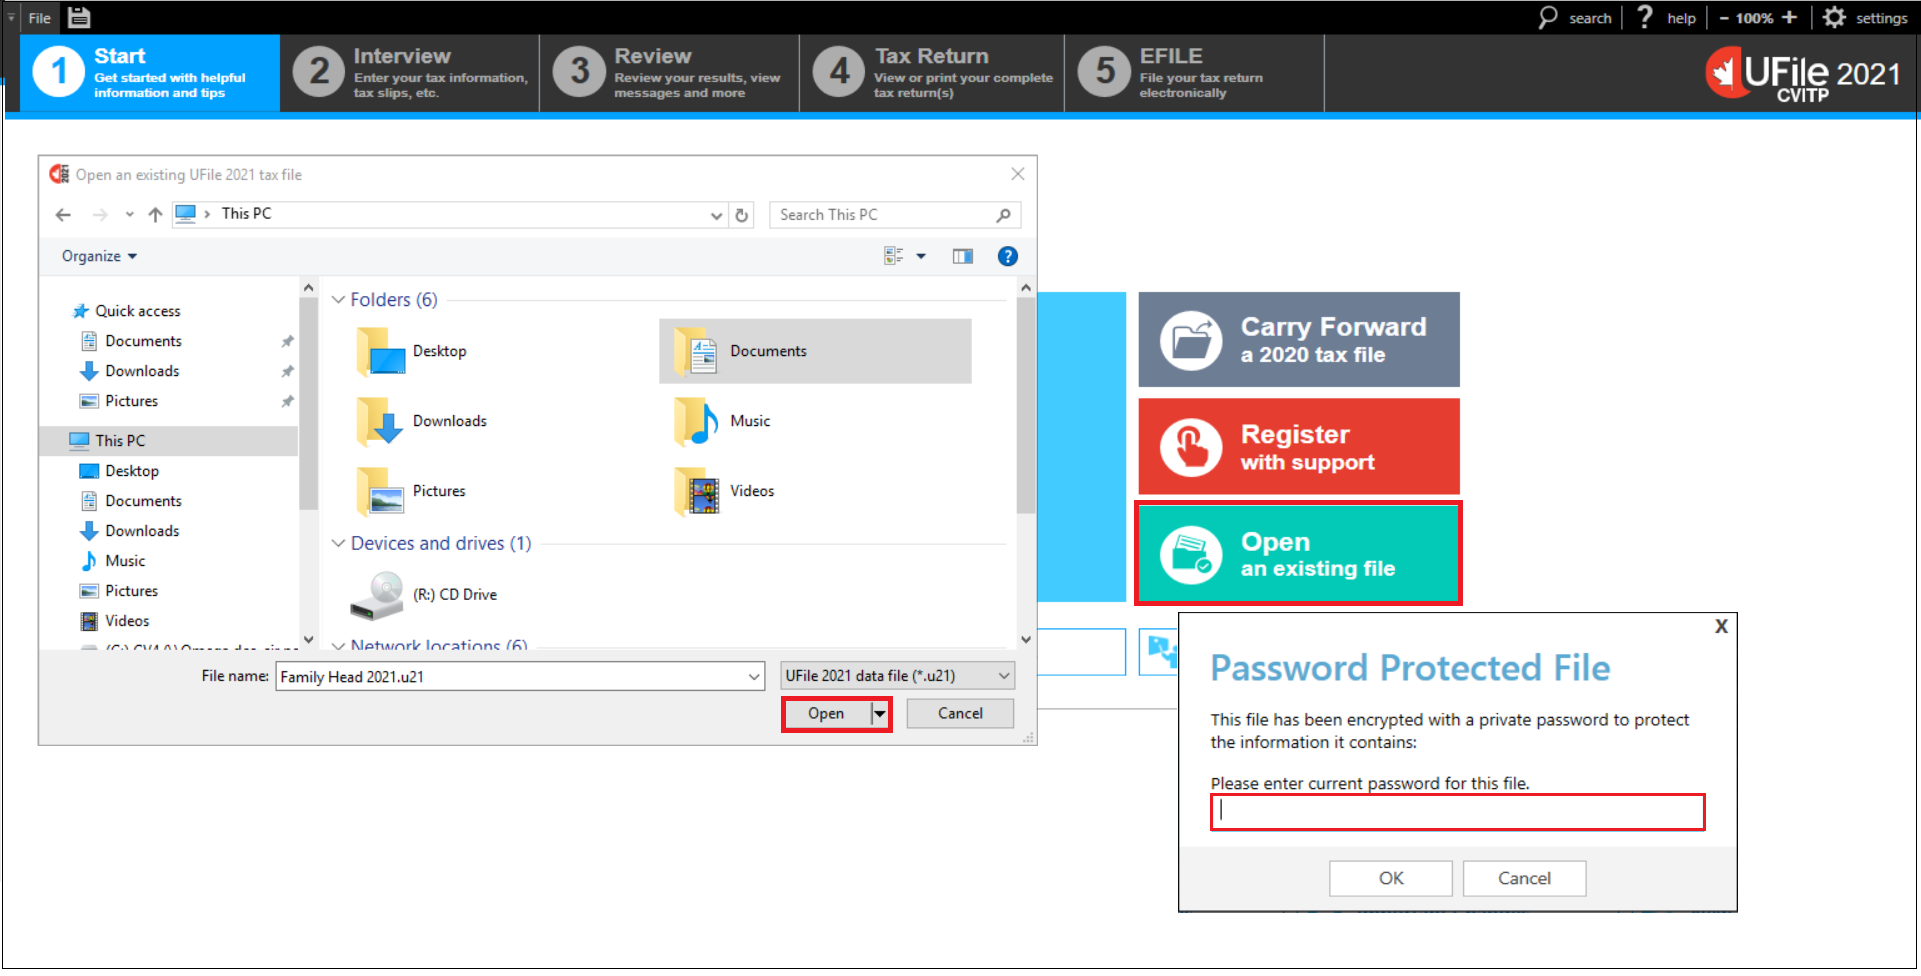 File
search
help
- 100% +
settings
1
Start
Get started with helpful
information and tips
2
Interview
Enter your tax information,
tax slips, etc.
3
Review
Review your results, view
messages and more
4
Tax Return
View or print your complete
tax return(s)
5
EFILE
File your tax return
electronically
UFile 2021
CVITP
2021
Open an existing UFile 2021 tax file
This PC
Search This PC
Organize
Quick access
Documents
Downloads
Pictures
This PC
Desktop
Documents
Downloads
Music
Pictures
Videos
Folders (6)
Desktop
Documents
Downloads
Music
Pictures
Videos
Devices and drives (1)
(R:) CD Drive
Network locations (6)
File name:
Family Head 2021.u21
UFile 2021 data file (*.u21)
Open
Cancel
Carry Forward
a 2020 tax file
Register
with support
Open
an existing file
X
Password Protected File
This file has been encrypted with a private password to protect
the information it contains:
Please enter current password for this file.
OK
Cancel